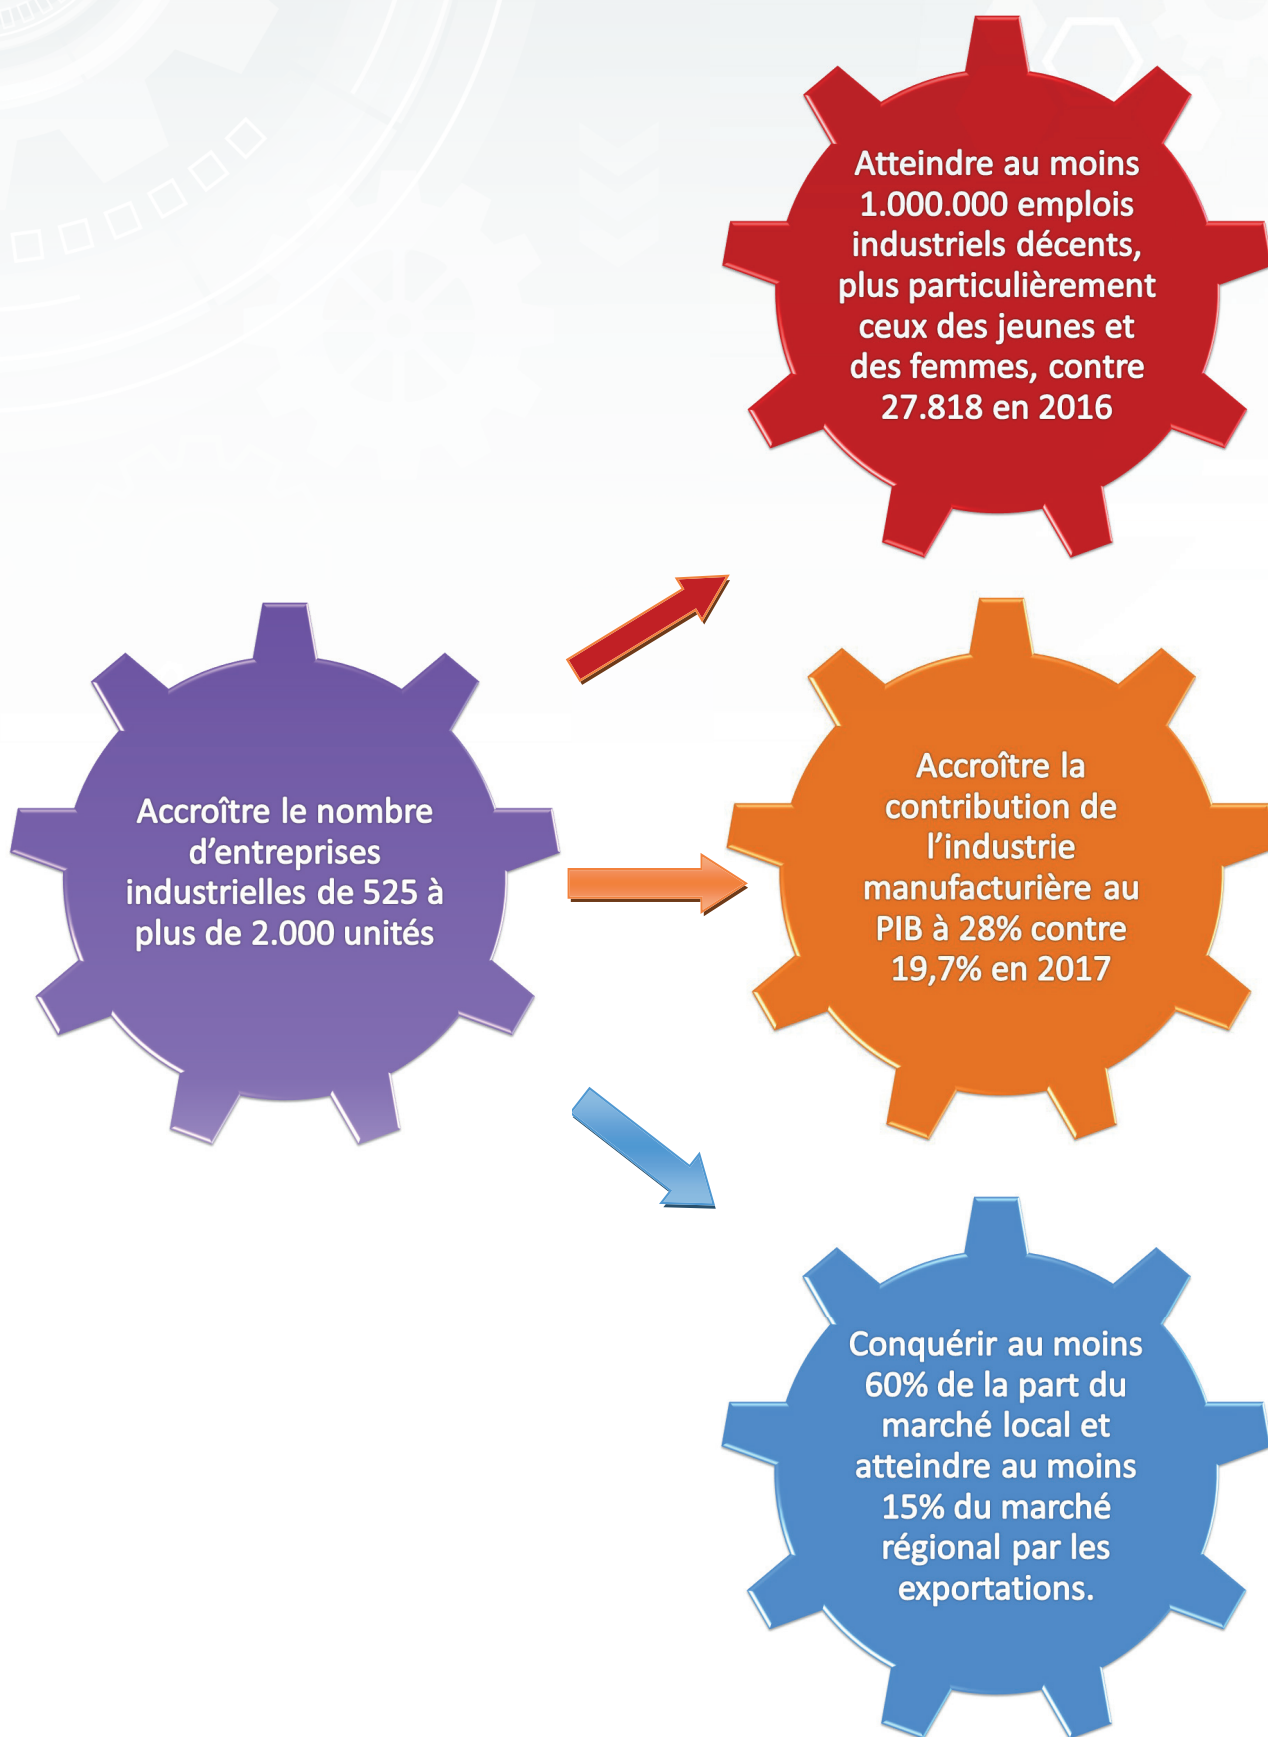 Atteindre au moins
1.000.000 emplois
industriels décents,
plus particulièrement
ceux des jeunes et
des femmes, contre
27.818 en 2016
Accroître le nombre
d’entreprises
industrielles de 525 à
plus de 2.000 unités
Accroître la
contribution de
l’industrie
manufacturière au
PIB à 28% contre
19,7% en 2017
Conquérir au moins
60% de la part du
marché local et
atteindre au moins
15% du marché
régional par les
exportations.